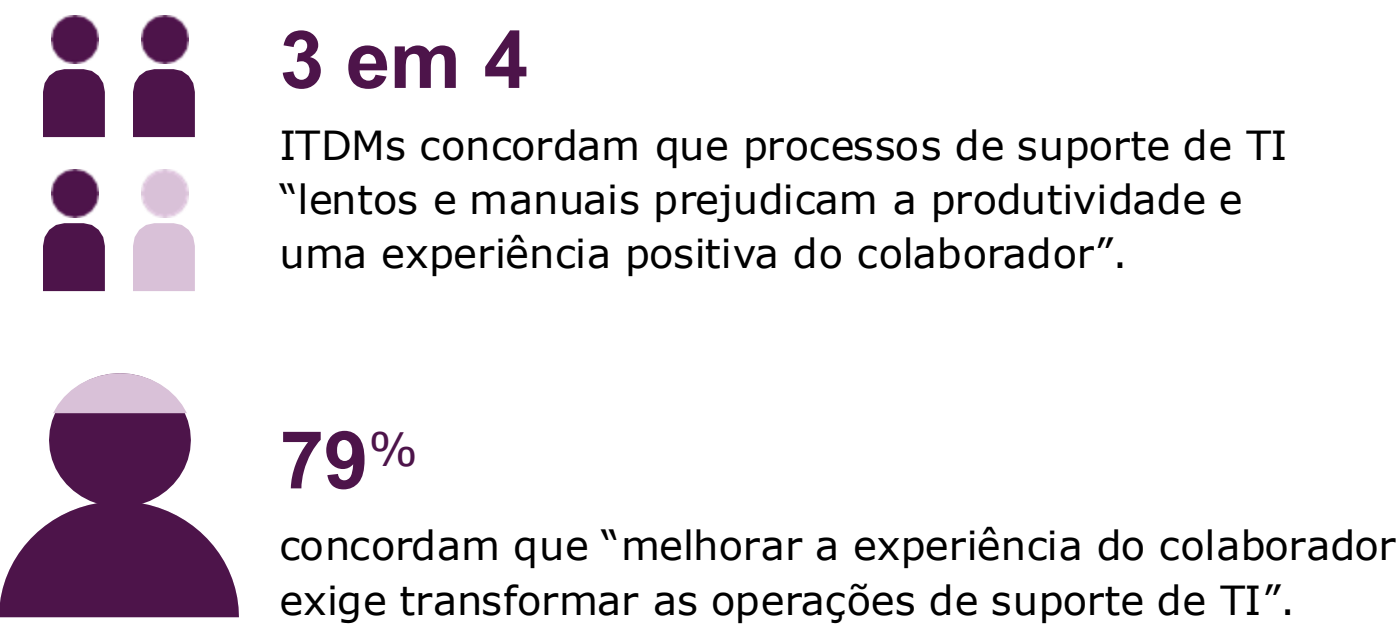 3 em 4
ITDMs concordam que processos de suporte de TI
“lentos e manuais prejudicam a produtividade e
uma experiência positiva do colaborador”.
79%
concordam que “melhorar a experiência do colaborador
exige transformar as operações de suporte de TI”.